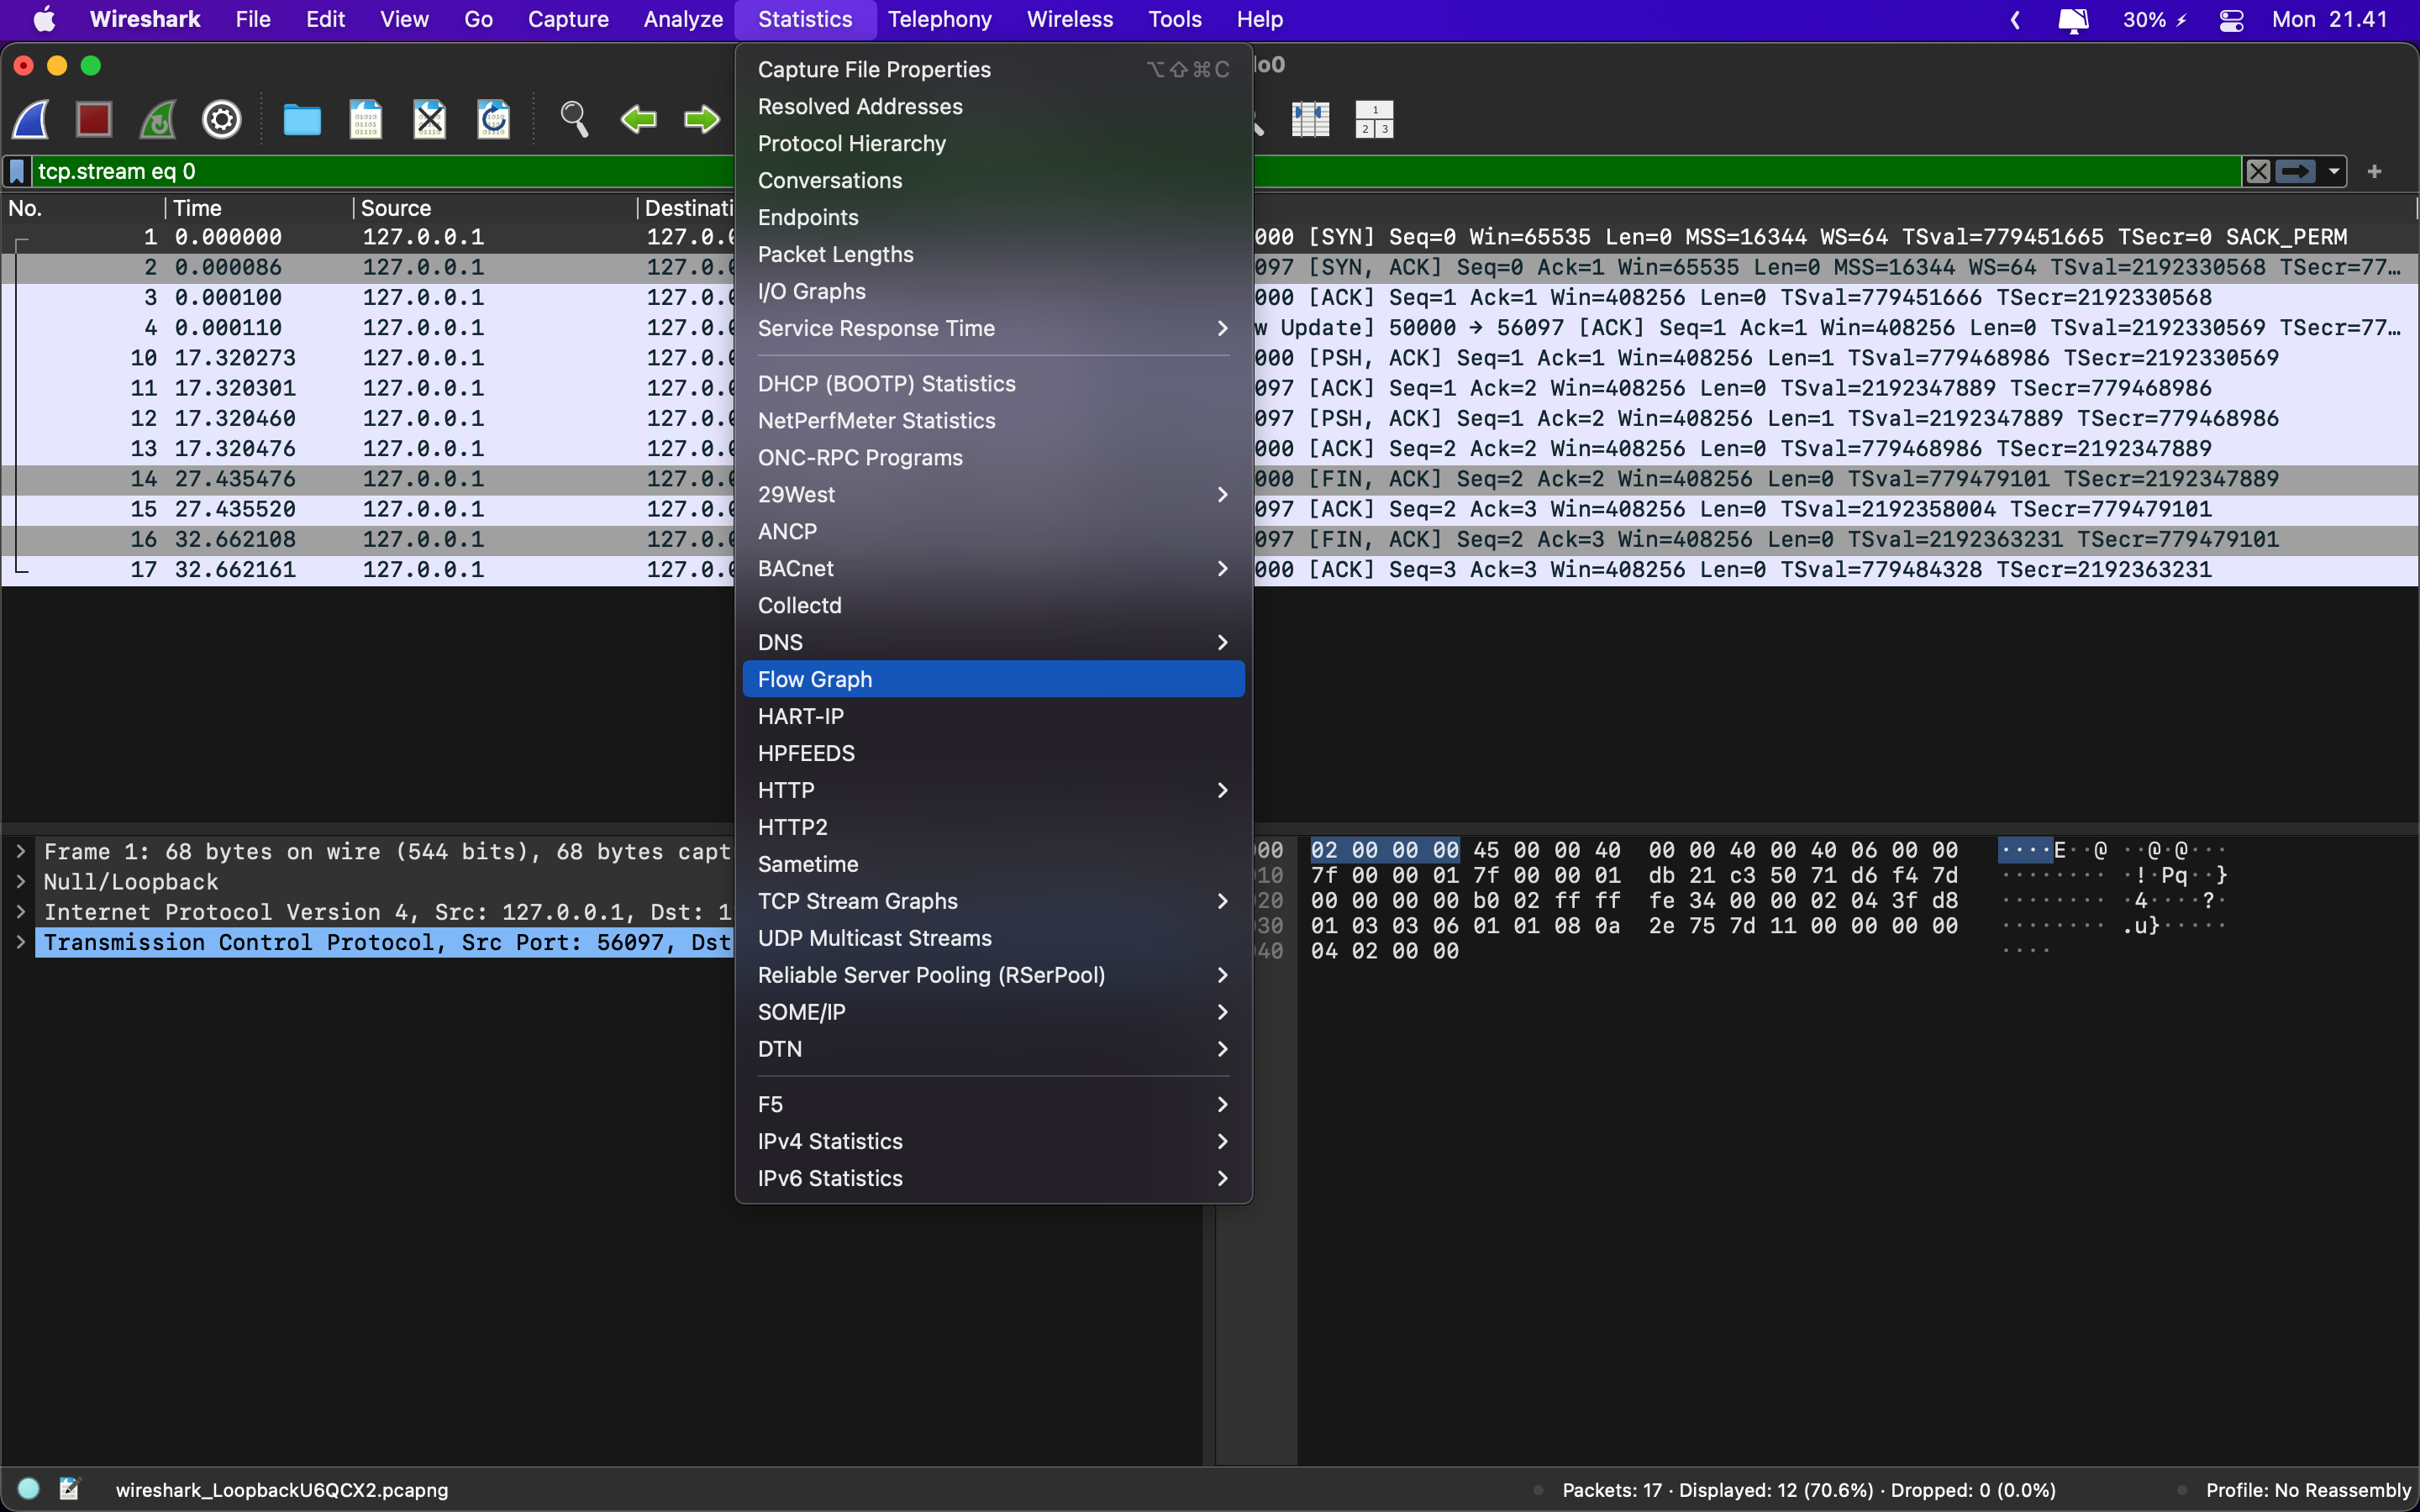 Wireshark File Edit View Go Capture Analyze Statistics Telephony Wireless Tools Help 30% Mon 21.41
Capture File Properties ⌥⇧⌘C
Resolved Addresses
Protocol Hierarchy
Conversations
Endpoints
Packet Lengths
I/O Graphs
Service Response Time
DHCP (BOOTP) Statistics
NetPerfMeter Statistics
ONC-RPC Programs
29West
ANCP
BACnet
Collectd
DNS
Flow Graph
HART-IP
HPFEEDS
HTTP
HTTP2
Sametime
TCP Stream Graphs
UDP Multicast Streams
Reliable Server Pooling (RSerPool)
SOME/IP
DTN
F5
IPv4 Statistics
IPv6 Statistics
lo0
tcp.stream eq 0
No. Time Source Destinati
1 0.000000 127.0.0.1 127.0.0 000 [SYN] Seq=0 Win=65535 Len=0 MSS=16344 WS=64 TSval=779451665 TSecr=0 SACK_PERM
2 0.000086 127.0.0.1 127.0.0 097 [SYN, ACK] Seq=0 Ack=1 Win=65535 Len=0 MSS=16344 WS=64 TSval=2192330568 TSecr=77…
3 0.000100 127.0.0.1 127.0.0 000 [ACK] Seq=1 Ack=1 Win=408256 Len=0 TSval=779451666 TSecr=2192330568
4 0.000110 127.0.0.1 127.0.0 w Update] 50000 → 56097 [ACK] Seq=1 Ack=1 Win=408256 Len=0 TSval=2192330569 TSecr=77…
10 17.320273 127.0.0.1 127.0.0 000 [PSH, ACK] Seq=1 Ack=1 Win=408256 Len=1 TSval=779468986 TSecr=2192330569
11 17.320301 127.0.0.1 127.0.0 097 [ACK] Seq=1 Ack=2 Win=408256 Len=0 TSval=2192347889 TSecr=779468986
12 17.320460 127.0.0.1 127.0.0 097 [PSH, ACK] Seq=1 Ack=2 Win=408256 Len=1 TSval=2192347889 TSecr=779468986
13 17.320476 127.0.0.1 127.0.0 000 [ACK] Seq=2 Ack=2 Win=408256 Len=0 TSval=779468986 TSecr=2192347889
14 27.435476 127.0.0.1 127.0.0 000 [FIN, ACK] Seq=2 Ack=2 Win=408256 Len=0 TSval=779479101 TSecr=2192347889
15 27.435520 127.0.0.1 127.0.0 097 [ACK] Seq=2 Ack=3 Win=408256 Len=0 TSval=2192358004 TSecr=779479101
16 32.662108 127.0.0.1 127.0.0 097 [FIN, ACK] Seq=2 Ack=3 Win=408256 Len=0 TSval=2192363231 TSecr=779479101
17 32.662161 127.0.0.1 127.0.0 000 [ACK] Seq=3 Ack=3 Win=408256 Len=0 TSval=779484328 TSecr=2192363231
Frame 1: 68 bytes on wire (544 bits), 68 bytes capt
Null/Loopback
Internet Protocol Version 4, Src: 127.0.0.1, Dst: 1
Transmission Control Protocol, Src Port: 56097, Dst
00 02 00 00 00 45 00 00 40 00 00 40 00 40 06 00 00 ····E··@ ··@·@···
10 7f 00 00 01 7f 00 00 01 db 21 c3 50 71 d6 f4 7d ········ ·!·Pq··}
20 00 00 00 00 b0 02 ff ff fe 34 00 00 02 04 3f d8 ········ ·4····?·
30 01 03 03 06 01 01 08 0a 2e 75 7d 11 00 00 00 00 ········ .u}·····
40 04 02 00 00 ····
wireshark_LoopbackU6QCX2.pcapng Packets: 17 · Displayed: 12 (70.6%) · Dropped: 0 (0.0%) Profile: No Reassembly